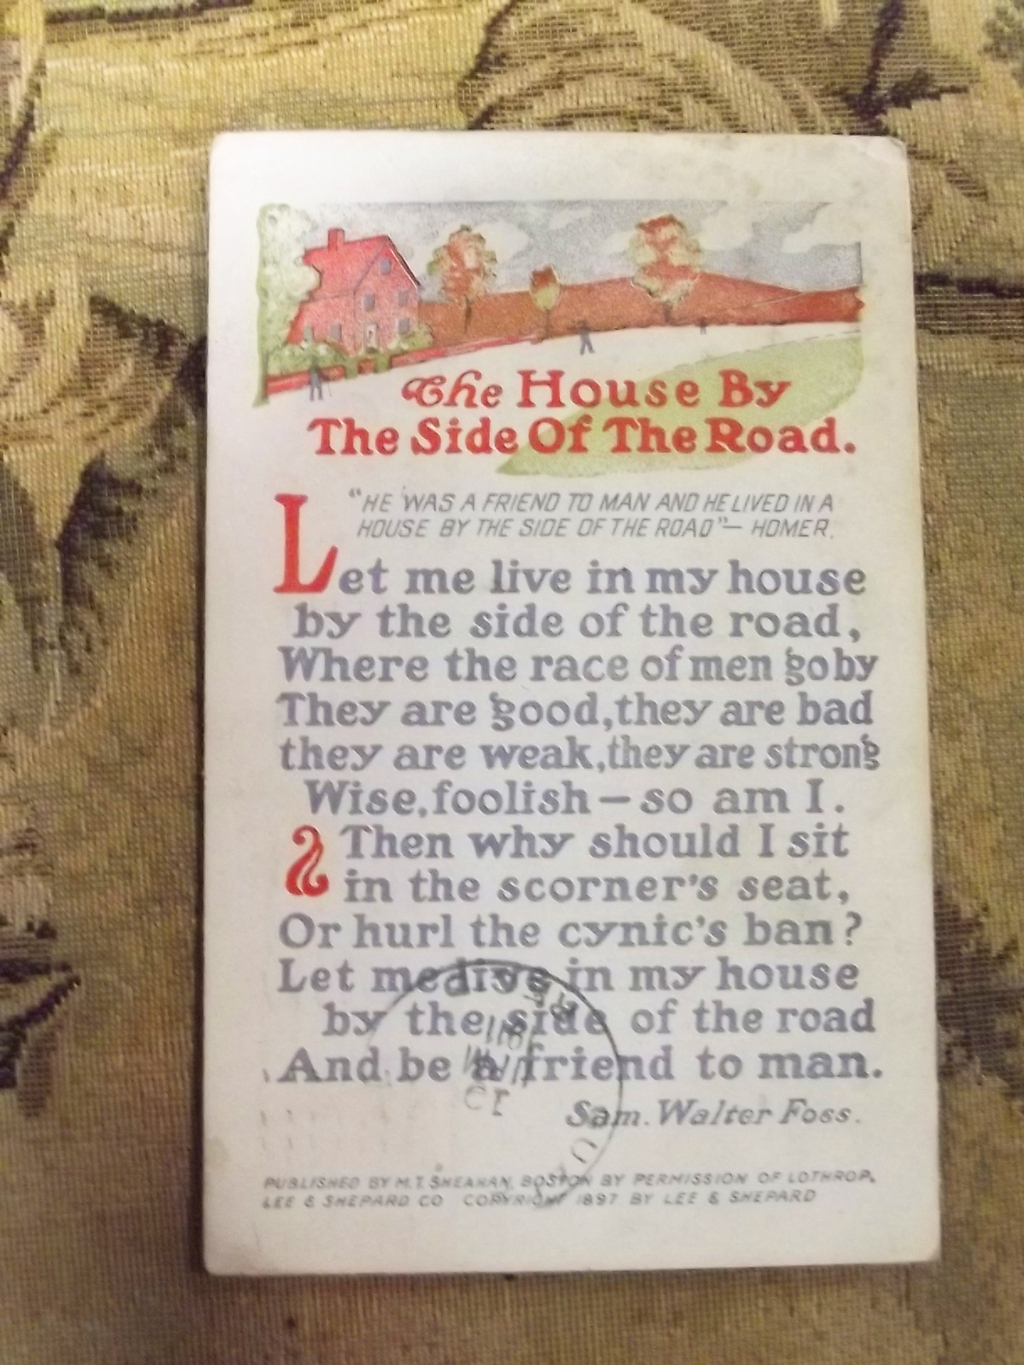 The House By
The Side Of The Road.
"HE WAS A FRIEND TO MAN AND HE LIVED IN A
HOUSE BY THE SIDE OF THE ROAD" — HOMER.
Let me live in my house
by the side of the road,
Where the race of men go by
They are good, they are bad
they are weak, they are strong
Wise, foolish — so am I.
Then why should I sit
in the scorner's seat,
Or hurl the cynic's ban?
Let me live in my house
by the side of the road
And be a friend to man.
Sam. Walter Foss.
PUBLISHED BY M.T. SHEAHAN, BOSTON BY PERMISSION OF LOTHROP,
LEE & SHEPARD CO COPYRIGHT 1897 BY LEE & SHEPARD